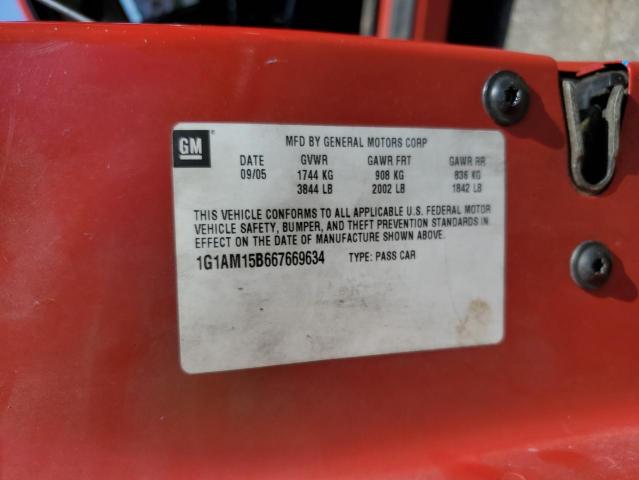 GM
MFD BY GENERAL MOTORS CORP
DATE GVWR GAWR FRT GAWR RR
09/05 1744 KG 908 KG 836 KG
3844 LB 2002 LB 1842 LB
THIS VEHICLE CONFORMS TO ALL APPLICABLE U.S. FEDERAL MOTOR
VEHICLE SAFETY, BUMPER, AND THEFT PREVENTION STANDARDS IN
EFFECT ON THE DATE OF MANUFACTURE SHOWN ABOVE.
1G1AM15B667669634 TYPE: PASS CAR